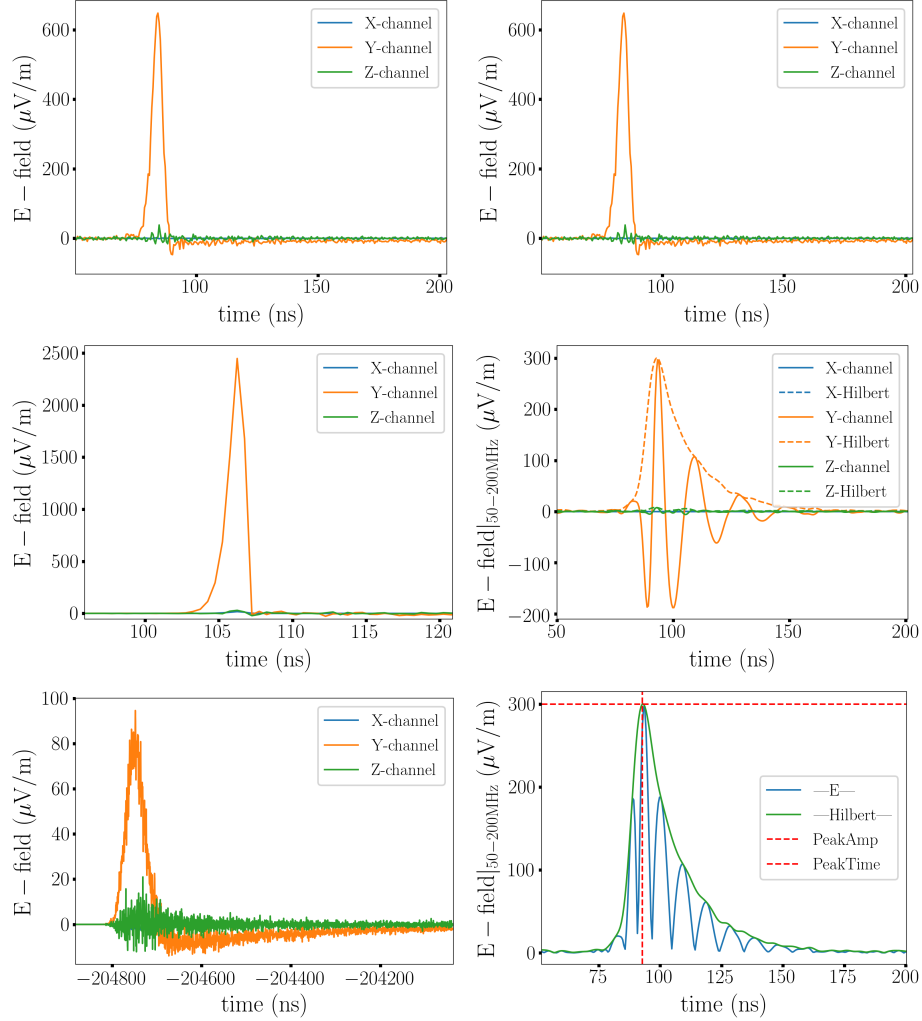 E − field (μV/m)
600
400
200
0
100
150
200
time (ns)
X-channel
Y-channel
Z-channel
E − field (μV/m)
600
400
200
0
100
150
200
time (ns)
X-channel
Y-channel
Z-channel
E − field (μV/m)
2500
2000
1500
1000
500
0
100
105
110
115
120
time (ns)
X-channel
Y-channel
Z-channel
E − field|50−200MHz (μV/m)
300
200
100
0
−100
−200
50
100
150
200
time (ns)
X-channel
X-Hilbert
Y-channel
Y-Hilbert
Z-channel
Z-Hilbert
E − field (μV/m)
100
80
60
40
20
0
−204800
−204600
−204400
−204200
time (ns)
X-channel
Y-channel
Z-channel
E − field|50−200MHz (μV/m)
300
200
100
0
75
100
125
150
175
200
time (ns)
—E—
—Hilbert—
PeakAmp
PeakTime